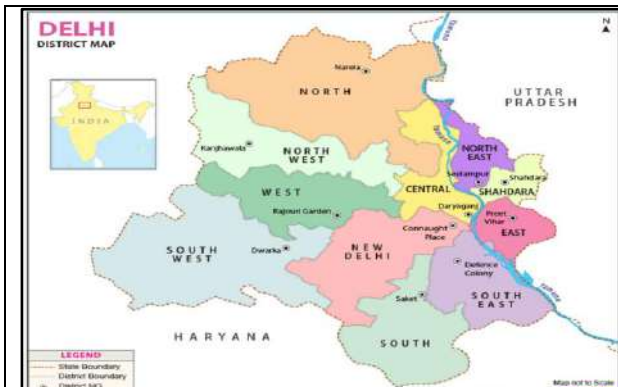 DELHI
DISTRICT MAP
N
INDIA
Narela
NORTH
UTTAR
PRADESH
Kanjhawala
NORTH
WEST
NORTH
EAST
Seelampur
Shahdara
SHAHDARA
WEST
CENTRAL
Rajouri Garden
Daryaganj
Preet
Vihar
EAST
Connaught
Place
SOUTH
WEST
Dwarka
NEW
DELHI
Defence
Colony
SOUTH
EAST
Saket
SOUTH
HARYANA
LEGEND
State Boundary
District Boundary
District HQ
Map not to Scale